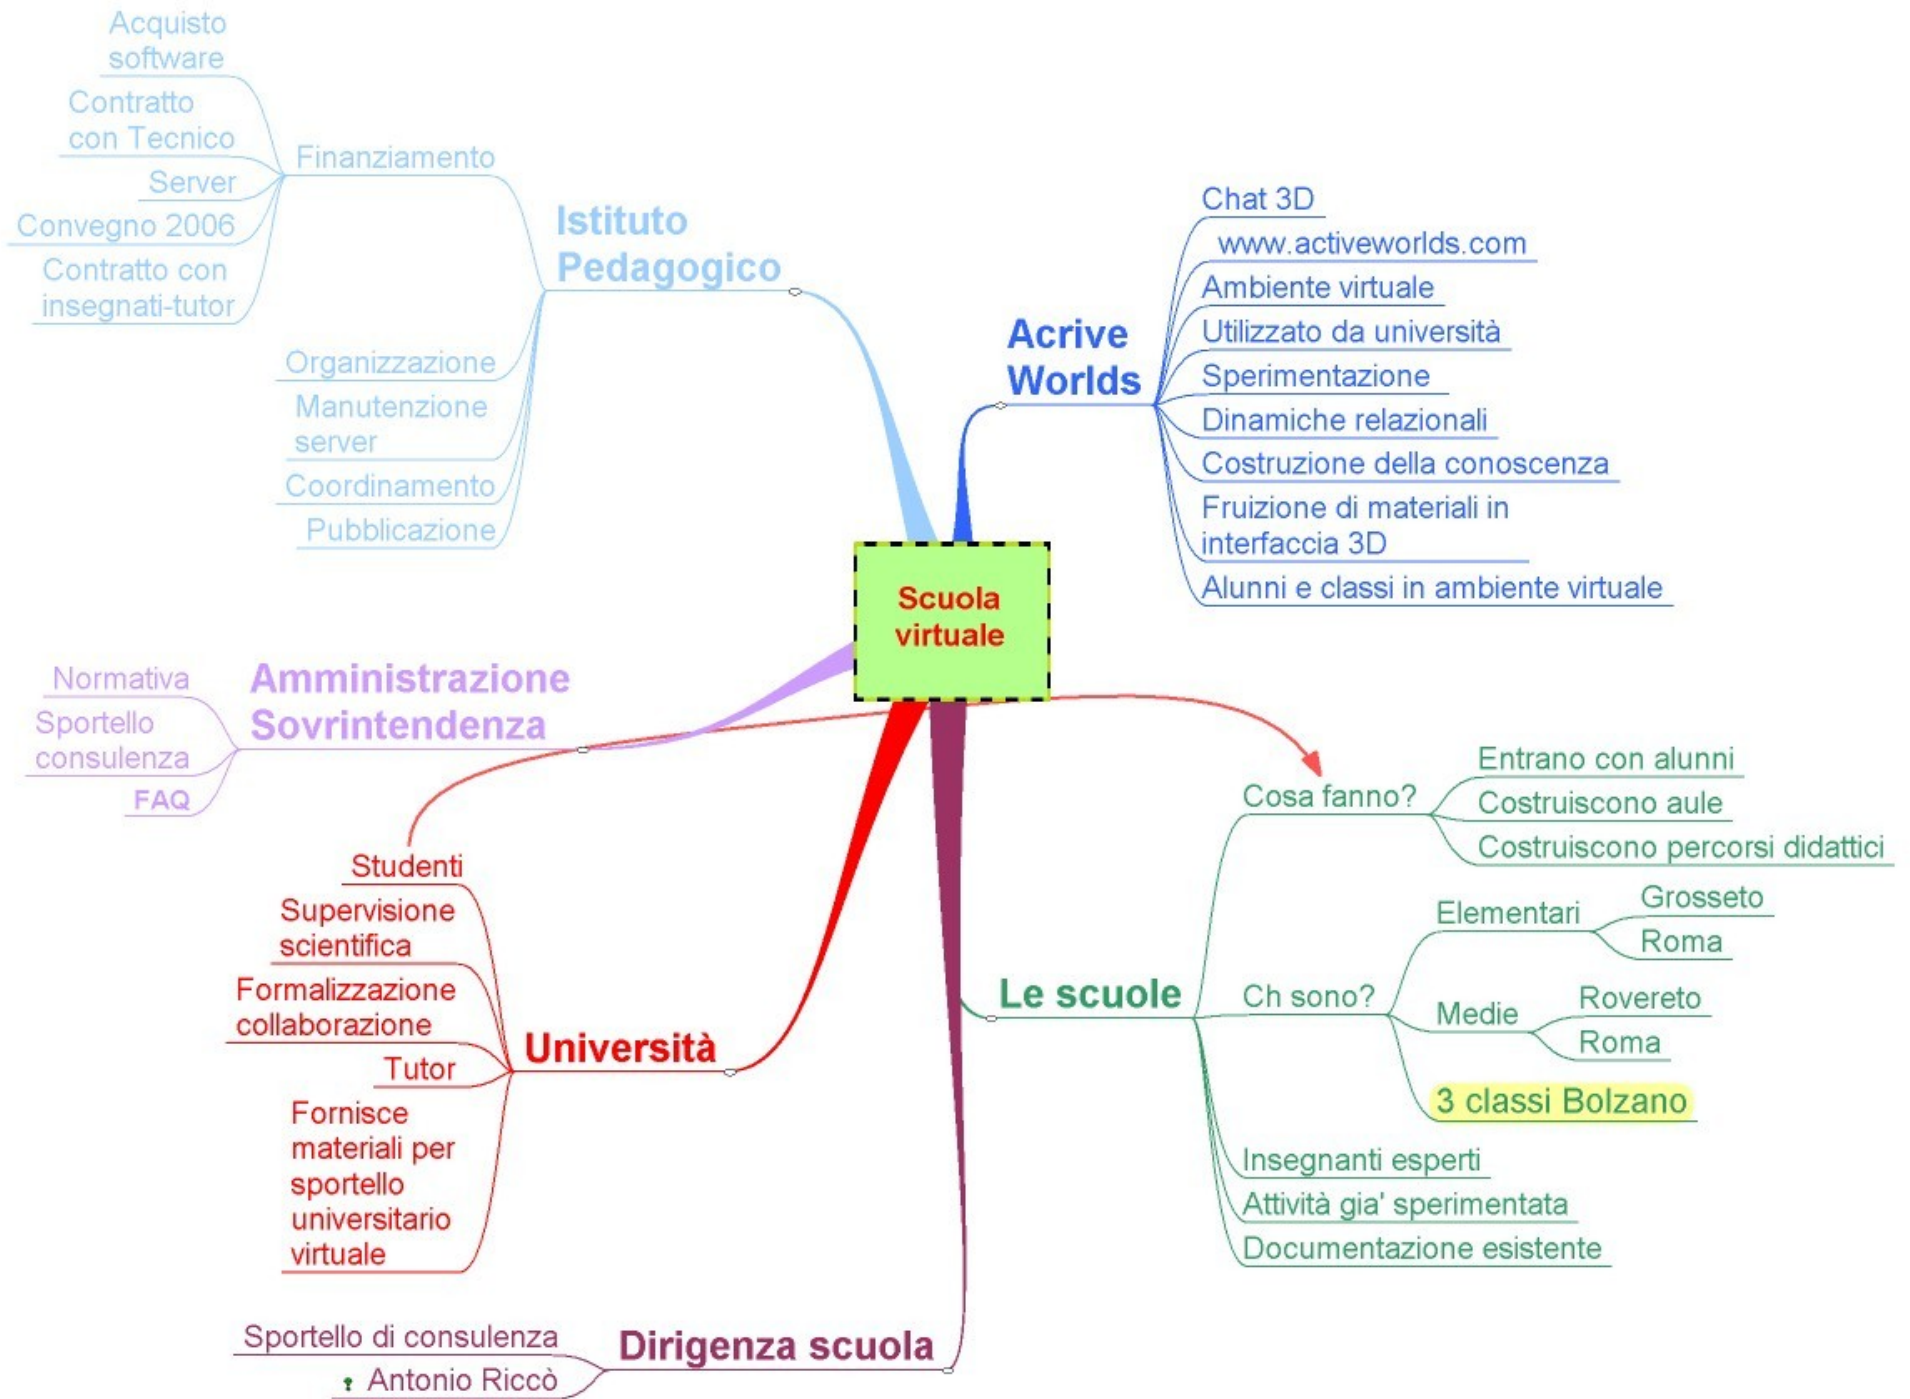 Scuola
virtuale
Istituto
Pedagogico
Finanziamento
Acquisto
software
Contratto
con Tecnico
Server
Convegno 2006
Contratto con
insegnati-tutor
Organizzazione
Manutenzione
server
Coordinamento
Pubblicazione
Acrive
Worlds
Chat 3D
www.activeworlds.com
Ambiente virtuale
Utilizzato da università
Sperimentazione
Dinamiche relazionali
Costruzione della conoscenza
Fruizione di materiali in
interfaccia 3D
Alunni e classi in ambiente virtuale
Amministrazione
Sovrintendenza
Normativa
Sportello
consulenza
FAQ
Università
Studenti
Supervisione
scientifica
Formalizzazione
collaborazione
Tutor
Fornisce
materiali per
sportello
universitario
virtuale
Le scuole
Cosa fanno?
Entrano con alunni
Costruiscono aule
Costruiscono percorsi didattici
Ch sono?
Elementari
Grosseto
Roma
Medie
Rovereto
Roma
3 classi Bolzano
Insegnanti esperti
Attività gia' sperimentata
Documentazione esistente
Dirigenza scuola
Sportello di consulenza
Antonio Riccò